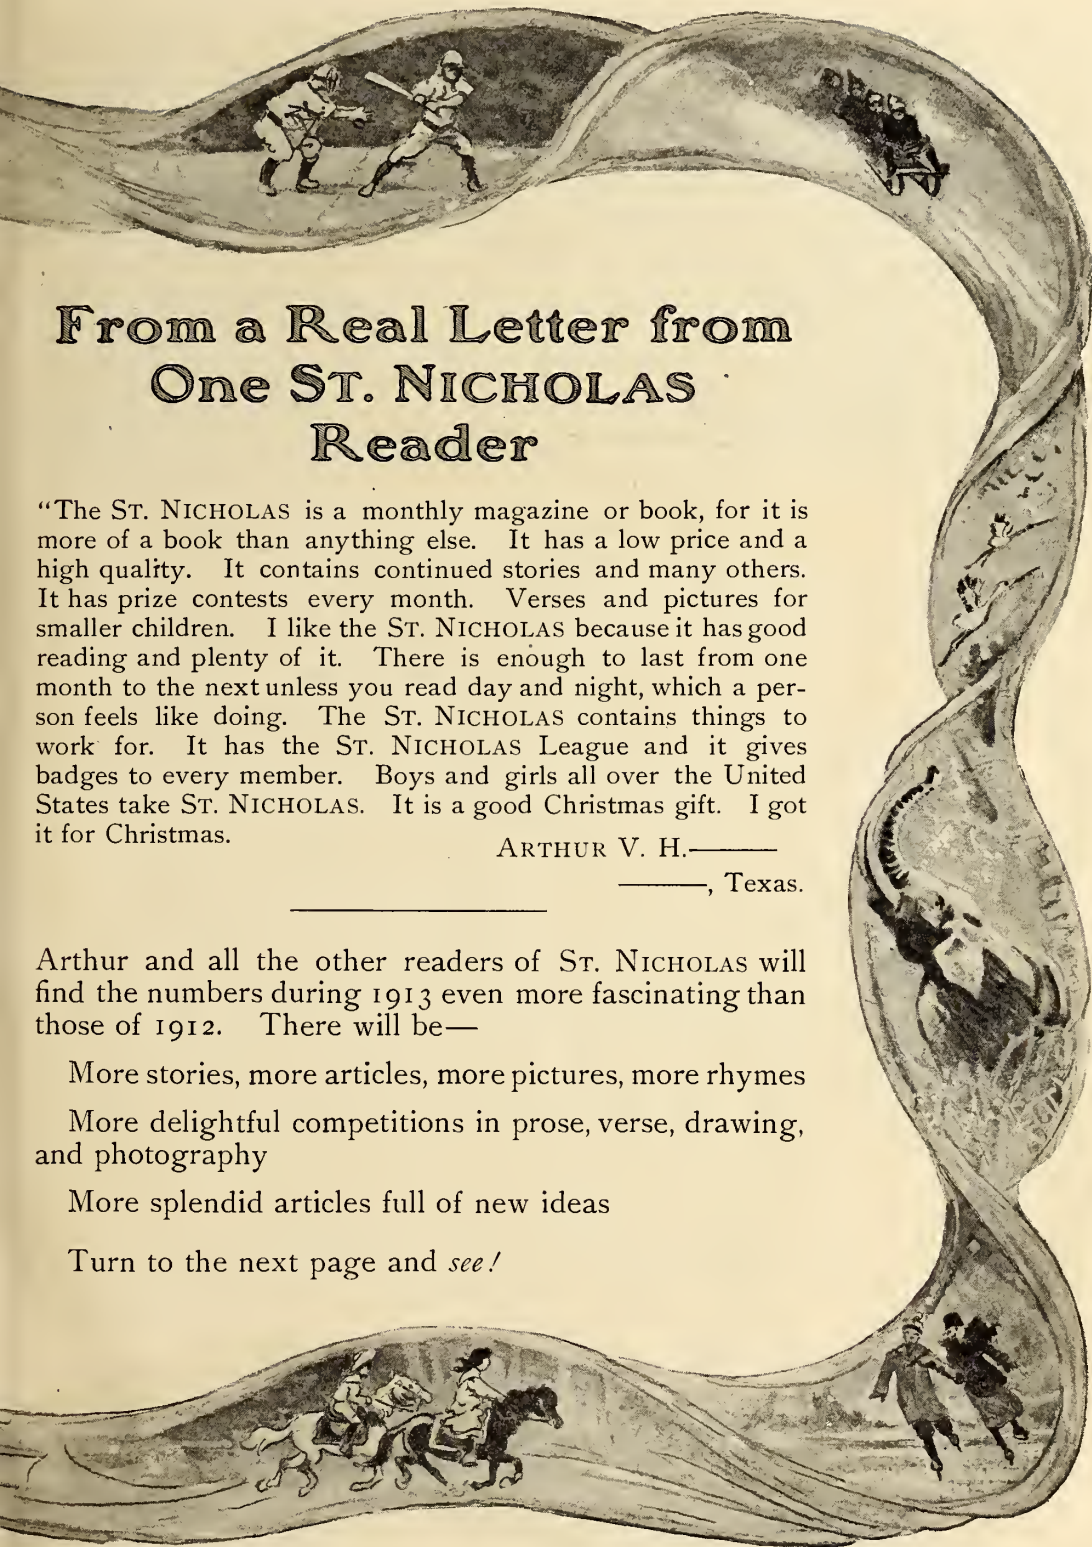 From a Real Letter from
One ST. NICHOLAS
Reader
“The ST. NICHOLAS is a monthly magazine or book, for it is
more of a book than anything else. It has a low price and a
high quality. It contains continued stories and many others.
It has prize contests every month. Verses and pictures for
smaller children. I like the ST. NICHOLAS because it has good
reading and plenty of it. There is enough to last from one
month to the next unless you read day and night, which a per-
son feels like doing. The ST. NICHOLAS contains things to
work for. It has the ST. NICHOLAS League and it gives
badges to every member. Boys and girls all over the United
States take ST. NICHOLAS. It is a good Christmas gift. I got
it for Christmas.
ARTHUR V. H.———
———, Texas.
Arthur and all the other readers of ST. NICHOLAS will
find the numbers during 1913 even more fascinating than
those of 1912. There will be—
More stories, more articles, more pictures, more rhymes
More delightful competitions in prose, verse, drawing,
and photography
More splendid articles full of new ideas
Turn to the next page and see!